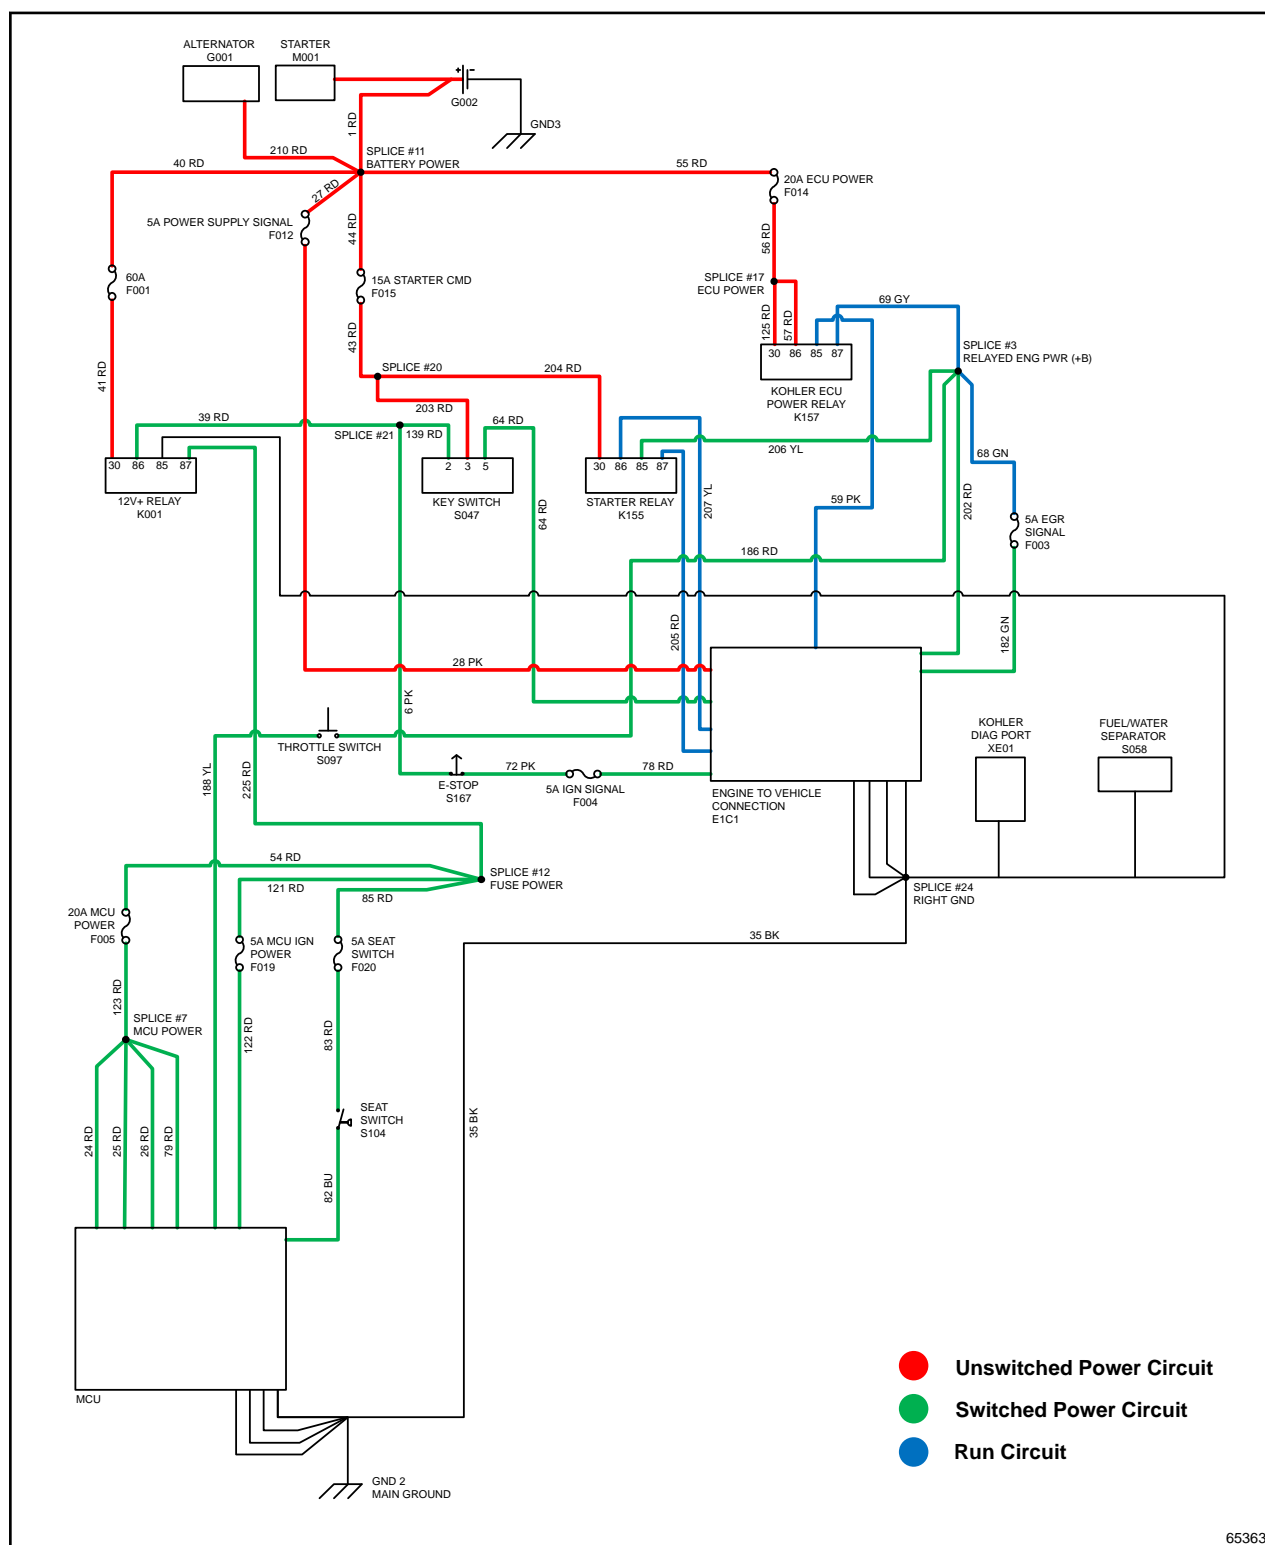 ALTERNATOR
G001
STARTER
M001
+ -
G002
GND3
1 RD
210 RD
40 RD
SPLICE #11
BATTERY POWER
55 RD
27 RD
20A ECU POWER
F014
5A POWER SUPPLY SIGNAL
F012
44 RD
56 RD
60A
F001
15A STARTER CMD
F015
SPLICE #17
ECU POWER
69 GY
43 RD
125 RD
57 RD
SPLICE #3
RELAYED ENG PWR (+B)
30 86 85 87
41 RD
SPLICE #20
204 RD
KOHLER ECU
POWER RELAY
K157
203 RD
39 RD
64 RD
SPLICE #21
139 RD
206 YL
68 GN
30 86 85 87
2 3 5
30 86 85 87
12V+ RELAY
K001
KEY SWITCH
S047
STARTER RELAY
K155
207 YL
59 PK
202 RD
64 RD
5A EGR
SIGNAL
F003
186 RD
205 RD
182 GN
28 PK
6 PK
KOHLER
DIAG PORT
XE01
FUEL/WATER
SEPARATOR
S058
THROTTLE SWITCH
S097
188 YL
225 RD
72 PK
78 RD
E-STOP
S167
5A IGN SIGNAL
F004
ENGINE TO VEHICLE
CONNECTION
E1C1
54 RD
SPLICE #12
FUSE POWER
121 RD
85 RD
SPLICE #24
RIGHT GND
20A MCU
POWER
F005
5A MCU IGN
POWER
F019
5A SEAT
SWITCH
F020
35 BK
123 RD
SPLICE #7
MCU POWER
122 RD
83 RD
SEAT
SWITCH
S104
35 BK
24 RD
25 RD
26 RD
79 RD
82 BU
MCU
Unswitched Power Circuit
Switched Power Circuit
Run Circuit
GND 2
MAIN GROUND
65363